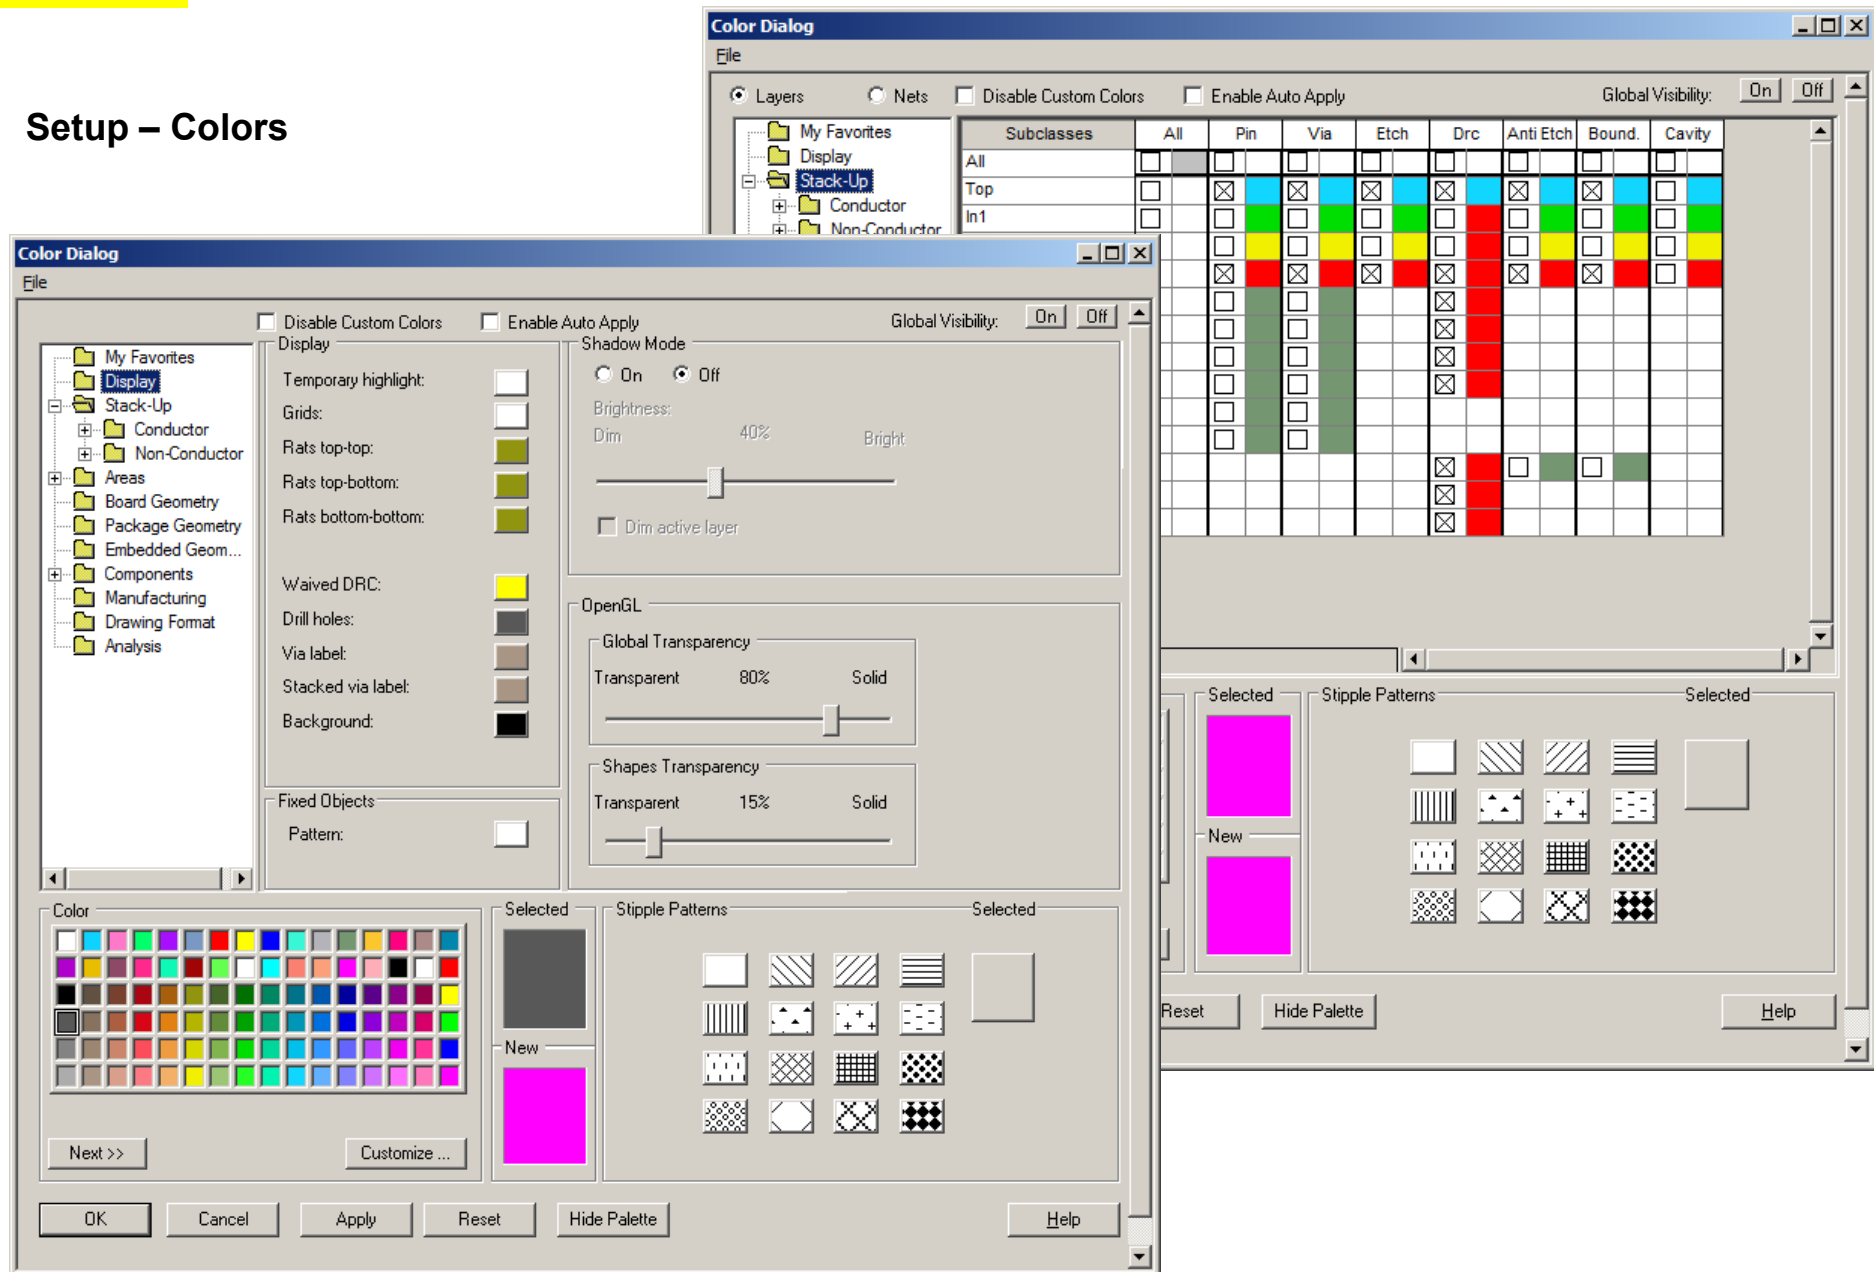 Setup – Colors
Color Dialog
File
Layers Nets Disable Custom Colors Enable Auto Apply Global Visibility: On Off
My Favorites
Display
Stack-Up
Conductor
Non-Conductor
Subclasses All Pin Via Etch Drc Anti Etch Bound. Cavity
All
Top
In1
Selected
New
Stipple Patterns
Selected
Reset Hide Palette Help
Color Dialog
File
Disable Custom Colors Enable Auto Apply Global Visibility: On Off
My Favorites
Display
Stack-Up
Conductor
Non-Conductor
Areas
Board Geometry
Package Geometry
Embedded Geom...
Components
Manufacturing
Drawing Format
Analysis
Display
Temporary highlight:
Grids:
Rats top-top:
Rats top-bottom:
Rats bottom-bottom:
Waived DRC:
Drill holes:
Via label:
Stacked via label:
Background:
Fixed Objects
Pattern:
Shadow Mode
On Off
Brightness:
Dim 40% Bright
Dim active layer
OpenGL
Global Transparency
Transparent 80% Solid
Shapes Transparency
Transparent 15% Solid
Color
Next >> Customize ...
Selected
New
Stipple Patterns
Selected
OK Cancel Apply Reset Hide Palette Help